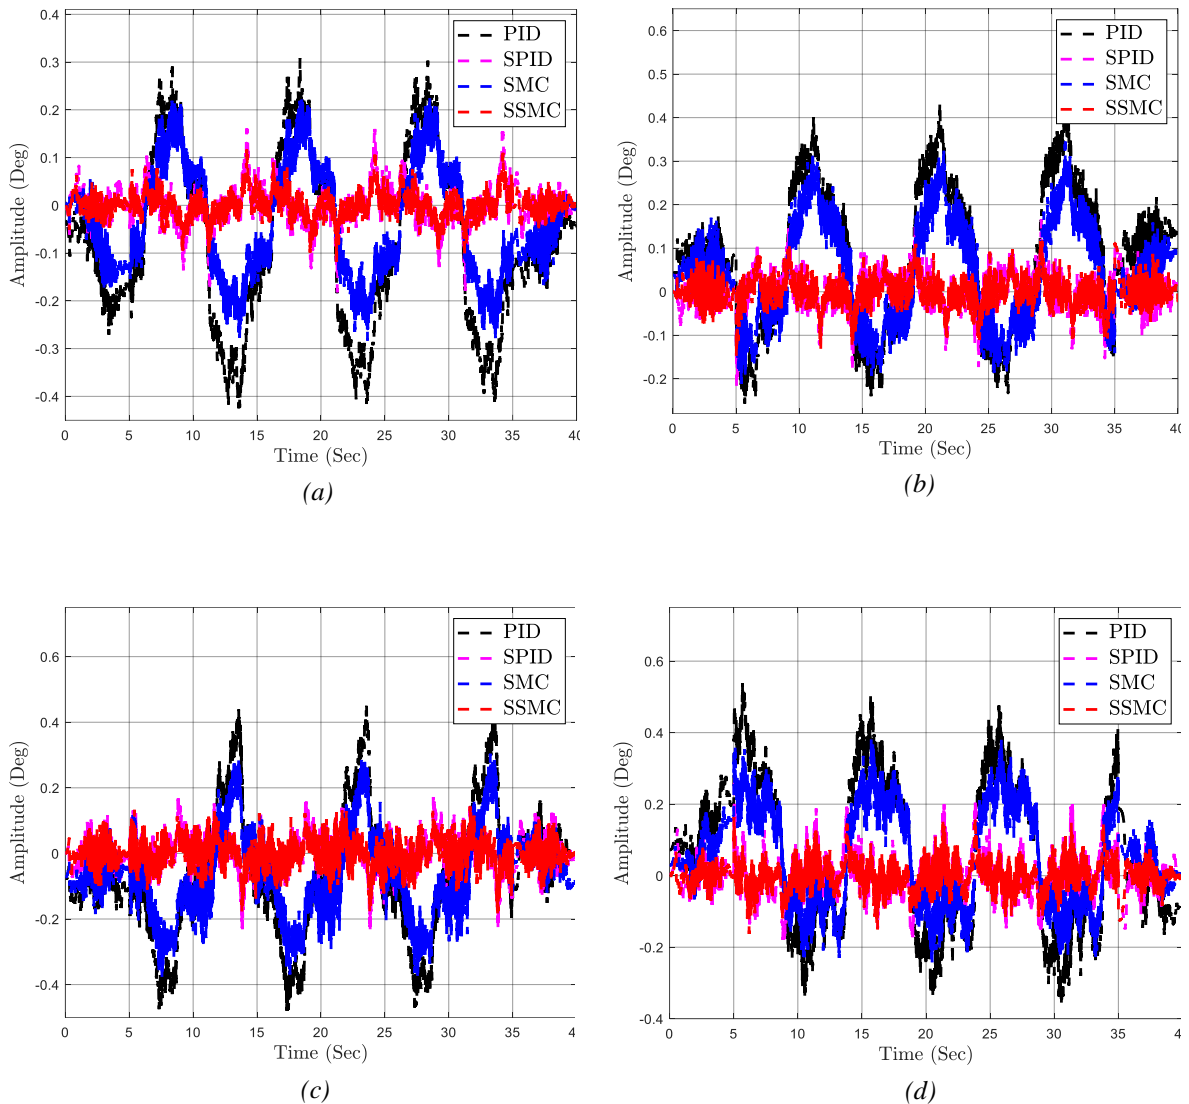 0.4
0.3
0.2
0.1
0
-0.1
-0.2
-0.3
-0.4
Amplitude (Deg)
PID
SPID
SMC
SSMC
0 5 10 15 20 25 30 35 40
Time (Sec)
(a)
0.6
0.5
0.4
0.3
0.2
0.1
0
-0.1
-0.2
Amplitude (Deg)
PID
SPID
SMC
SSMC
0 5 10 15 20 25 30 35 40
Time (Sec)
(b)
0.6
0.4
0.2
0
-0.2
-0.4
Amplitude (Deg)
PID
SPID
SMC
SSMC
0 5 10 15 20 25 30 35 4
Time (Sec)
(c)
0.6
0.4
0.2
0
-0.2
-0.4
Amplitude (Deg)
PID
SPID
SMC
SSMC
0 5 10 15 20 25 30 35 4
Time (Sec)
(d)